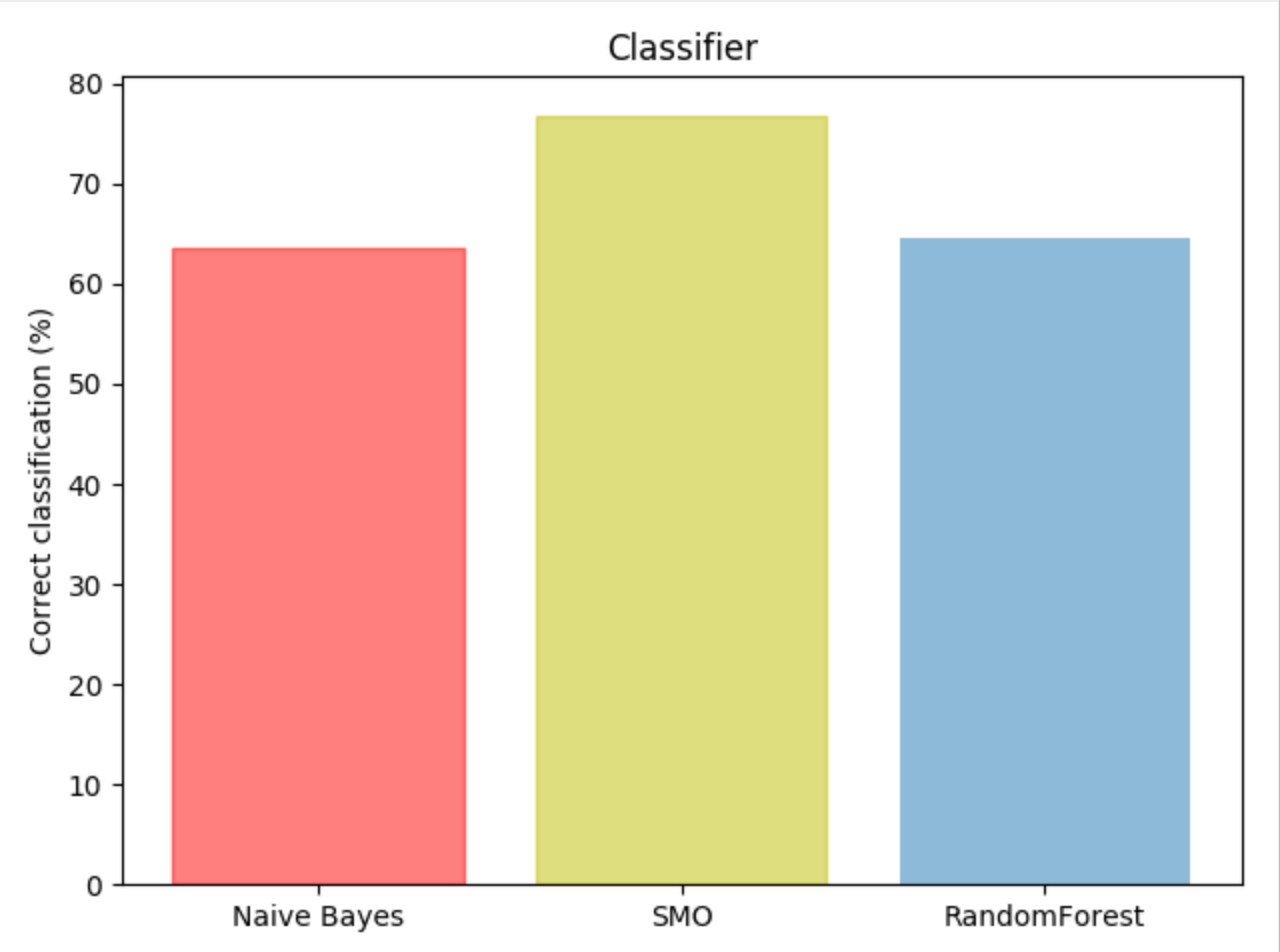 Classifier
80
70
60
50
40
30
20
10
0
Correct classification (%)
Naive Bayes
SMO
RandomForest